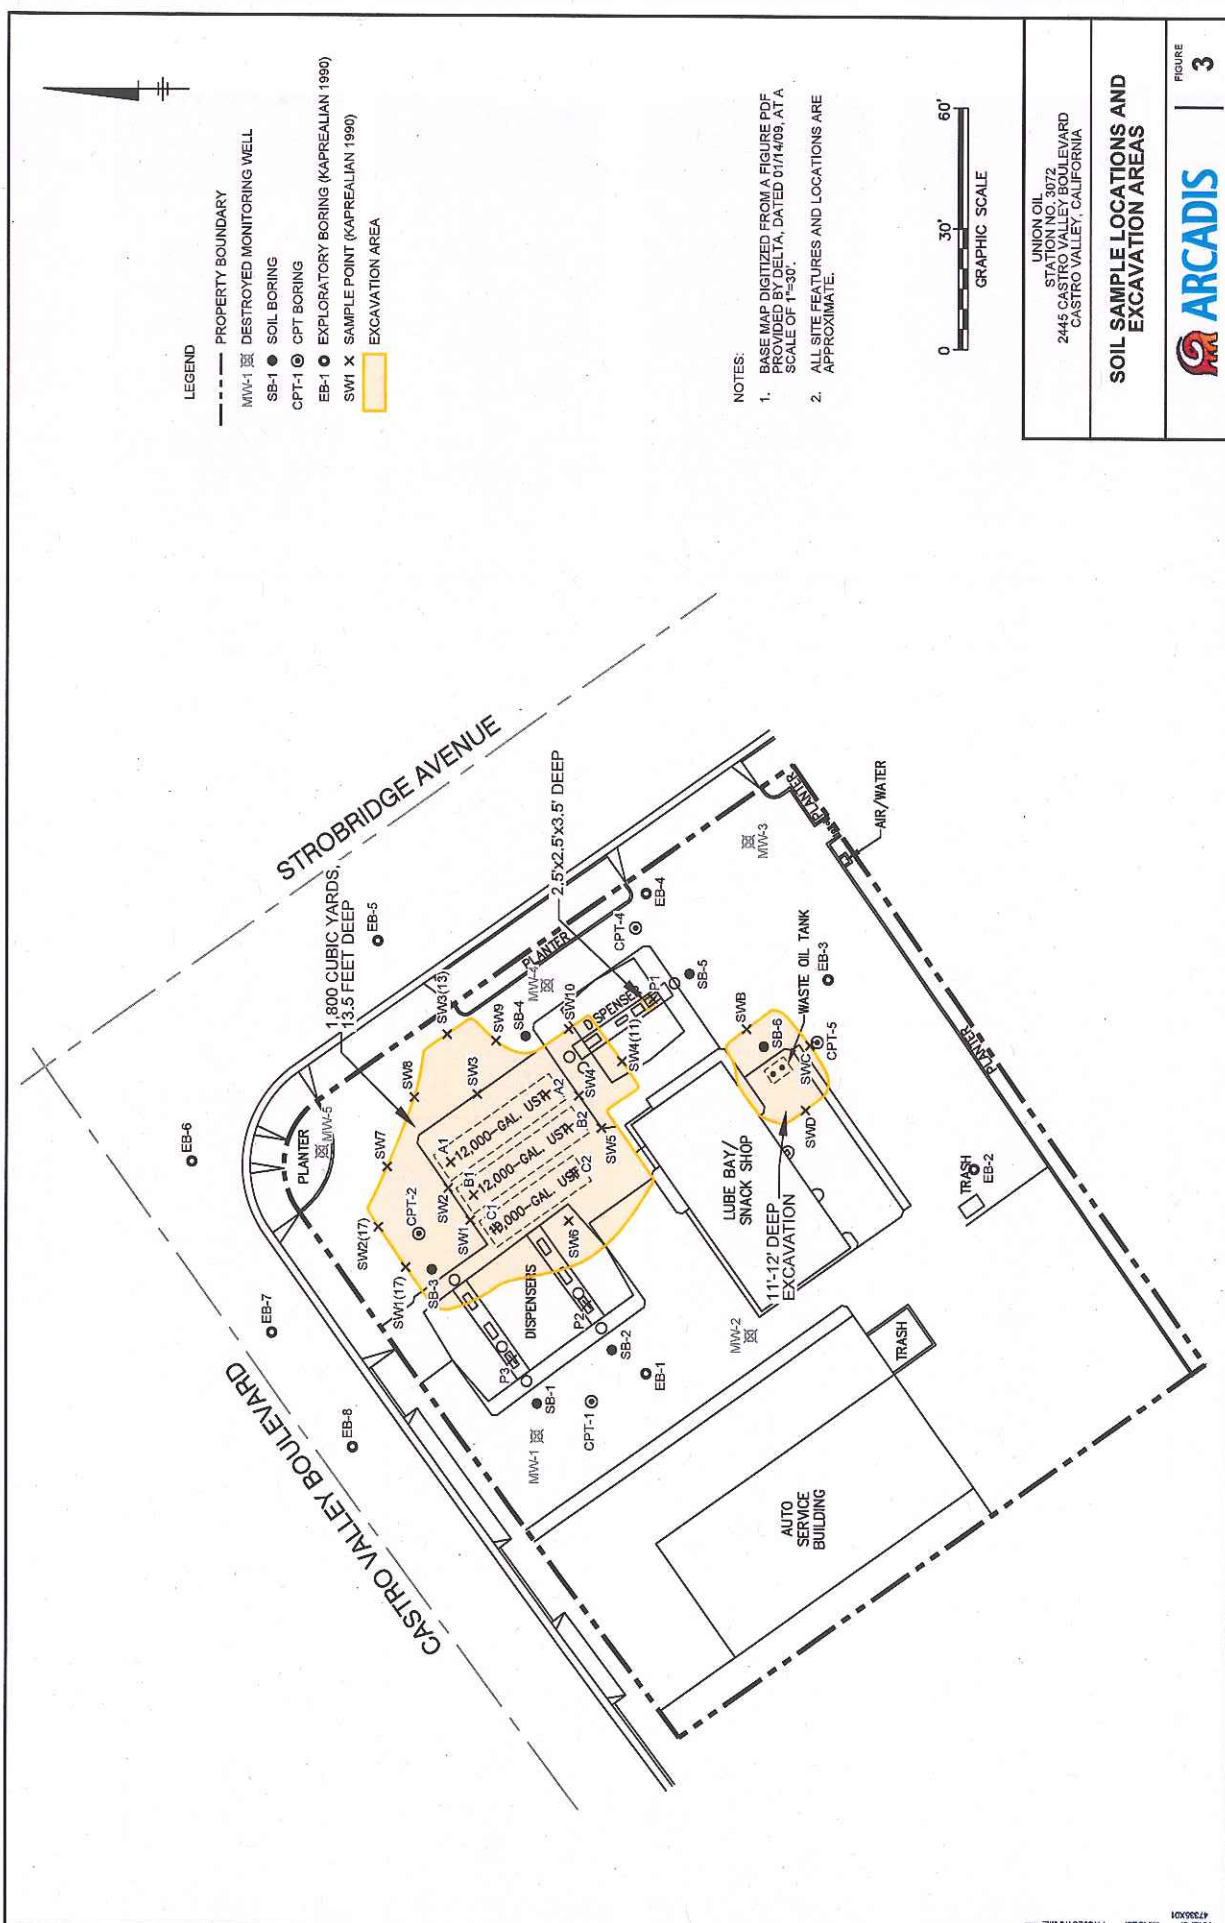 LEGEND
PROPERTY BOUNDARY
MW-1 DESTROYED MONITORING WELL
SB-1 SOIL BORING
CPT-1 CPT BORING
EB-1 EXPLORATORY BORING (KAPREALIAN 1990)
SW1 SAMPLE POINT (KAPREALIAN 1990)
EXCAVATION AREA
NOTES:
1. BASE MAP DIGITIZED FROM A FIGURE PDF
PROVIDED BY DELTA, DATED 01/14/09, AT A
SCALE OF 1"=30'.
2. ALL SITE FEATURES AND LOCATIONS ARE
APPROXIMATE.
0 30' 60'
GRAPHIC SCALE
UNION OIL
STATION NO. 3072
2445 CASTRO VALLEY BOULEVARD
CASTRO VALLEY, CALIFORNIA
SOIL SAMPLE LOCATIONS AND
EXCAVATION AREAS
ARCADIS
FIGURE
3
STROBRIDGE AVENUE
CASTRO VALLEY BOULEVARD
1,800 CUBIC YARDS,
13.5 FEET DEEP
2.5'x2.5'x3.5' DEEP
11'-12' DEEP
EXCAVATION
EB-6
EB-7
EB-8
EB-5
PLANTER
MW-5
SW7
SW8
SW3(13)
SW9
SB-4
MW-4
PLANTER
SW10
DISPENSERS
SP1
SW4(11)
CPT-4
EB-4
SB-5
MW-3
SW2(17)
CPT-2
SW1(17)
SB-3
SW1
SW2
SW3
A1
12,000-GAL. UST
A2
B1
12,000-GAL. UST
B2
C1
C2
SW4
SW5
SW6
DISPENSERS
P3
P2
SB-1
SB-2
MW-1
CPT-1
EB-1
MW-2
LUBE BAY/
SNACK SHOP
SWB
SB-6
SWC
CPT-5
SWD
WASTE OIL TANK
EB-3
PLANTER
AIR/WATER
PLANTER
TRASH
EB-2
TRASH
AUTO
SERVICE
BUILDING
47335X01